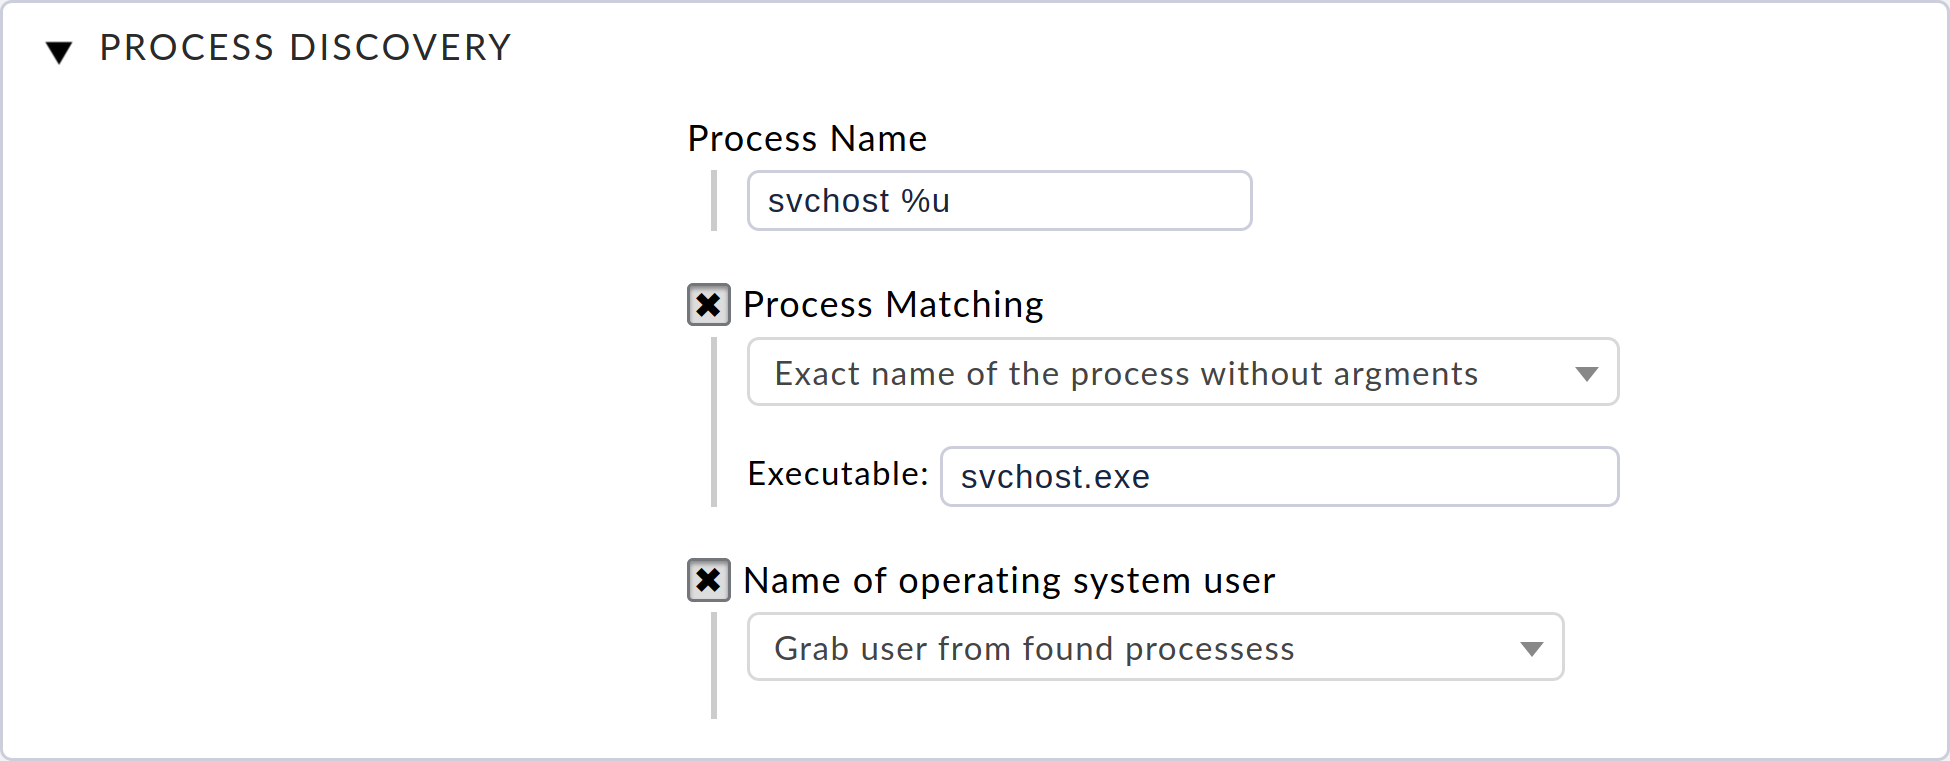 PROCESS DISCOVERY
Process Name
svchost %u
Process Matching
Exact name of the process without argments
Executable: svchost.exe
Name of operating system user
Grab user from found processess